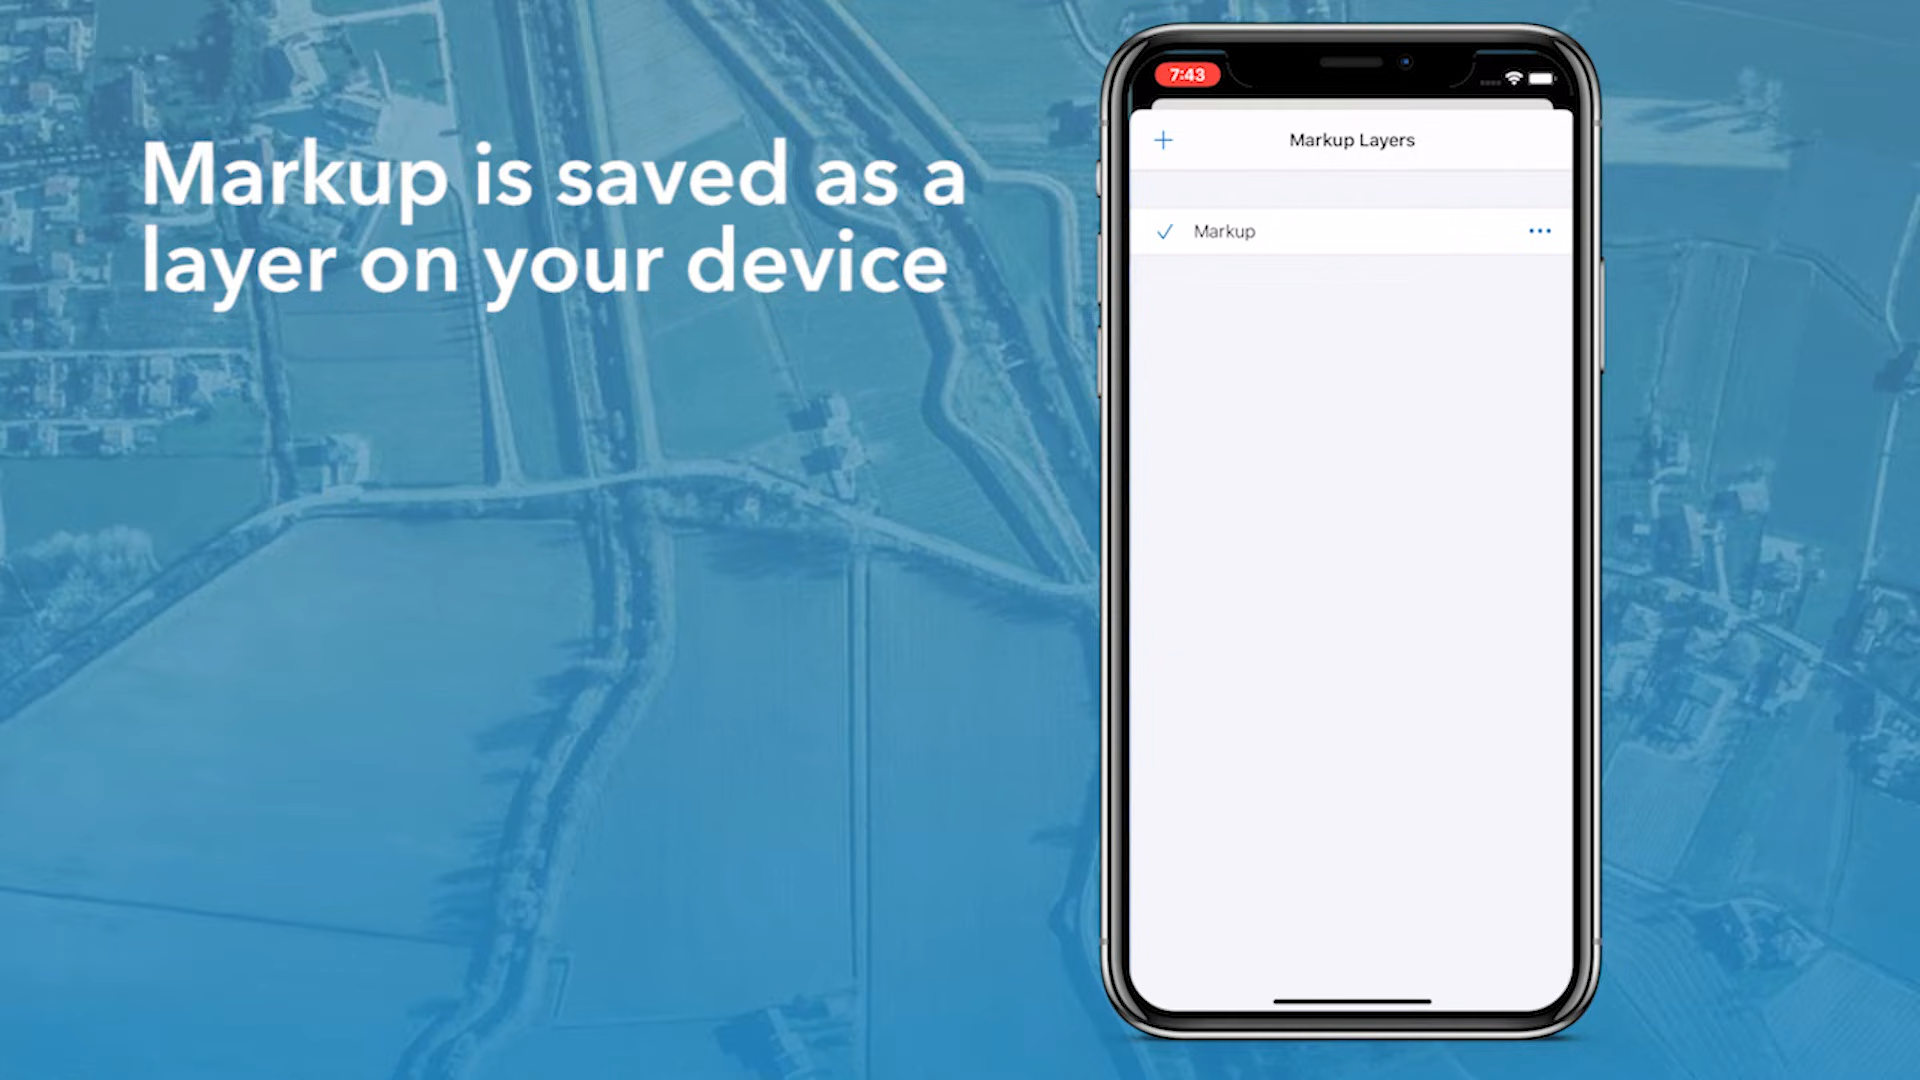 Markup is saved as a
layer on your device
7:43
Markup Layers
Markup